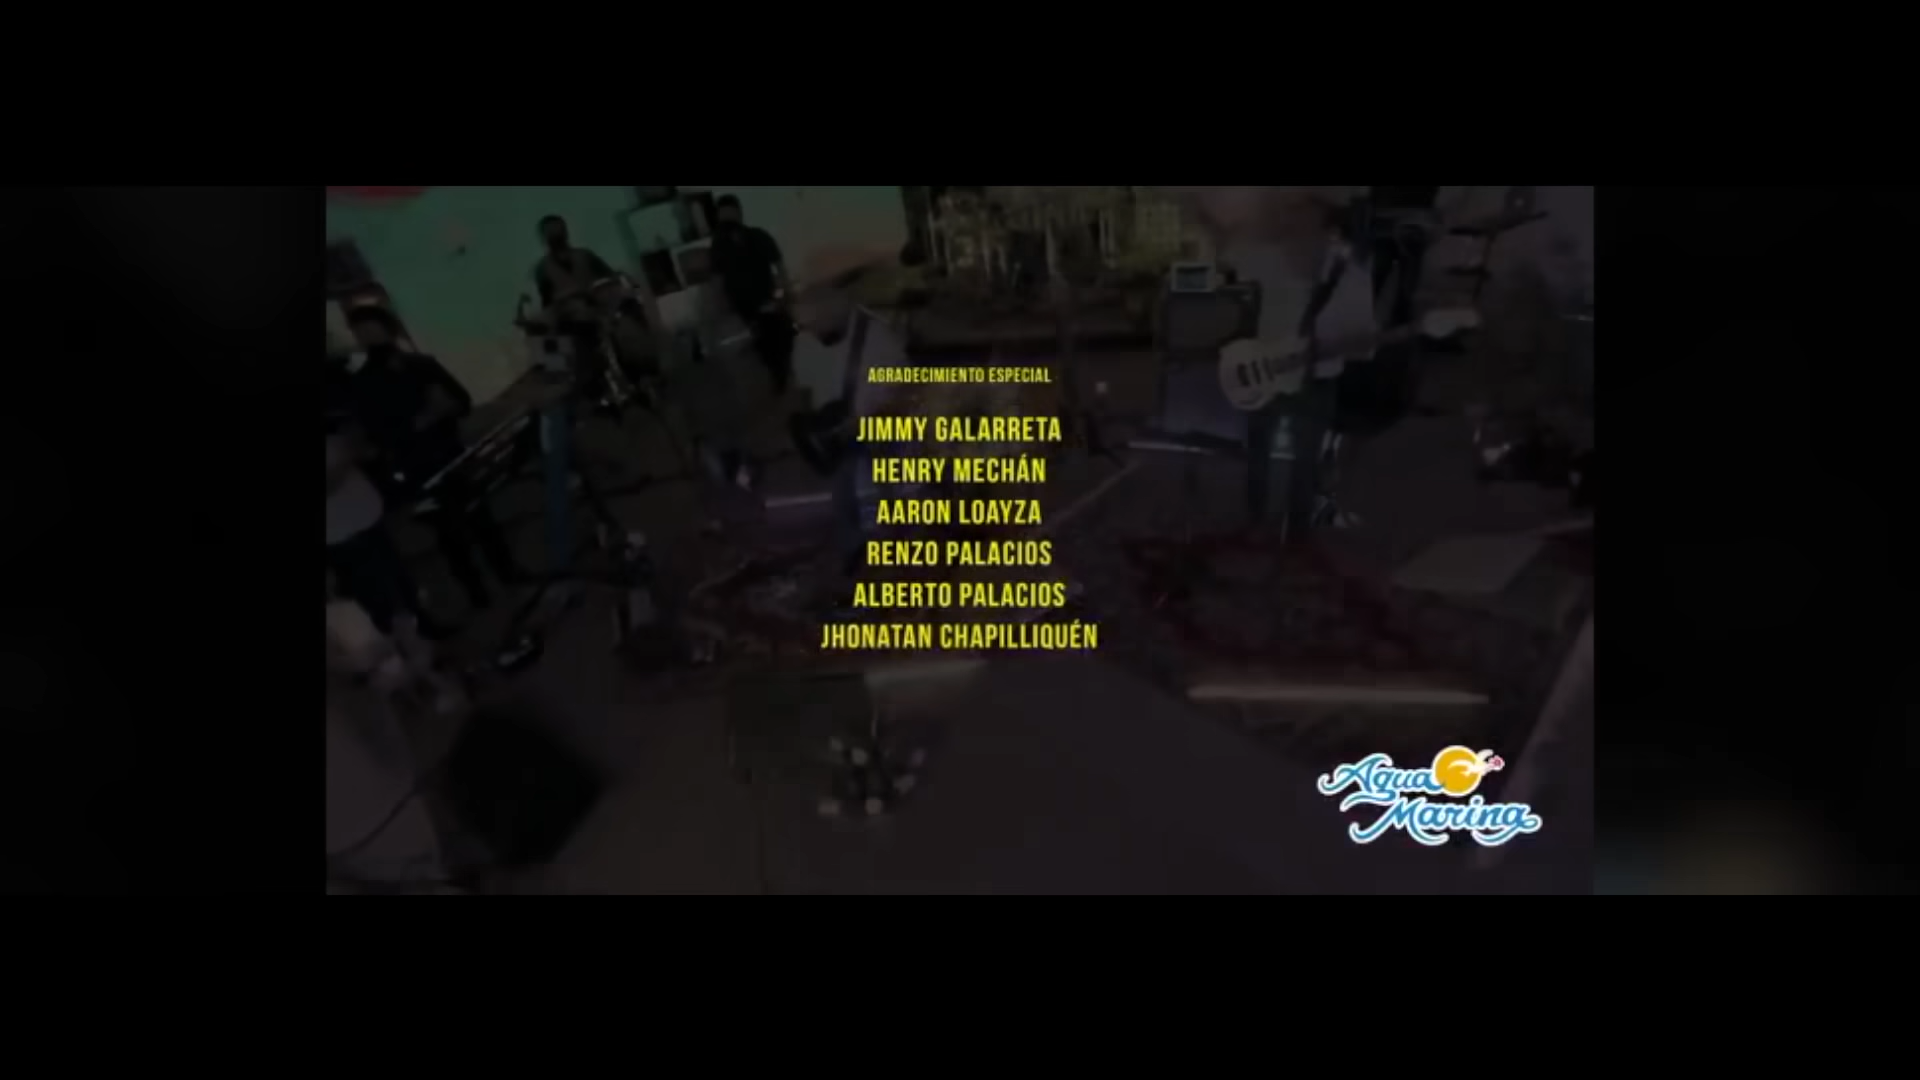 AGRADECIMIENTO ESPECIAL
JIMMY GALARRETA
HENRY MECHÁN
AARON LOAYZA
RENZO PALACIOS
ALBERTO PALACIOS
JHONATAN CHAPILLIQUÉN
Agua
Marina